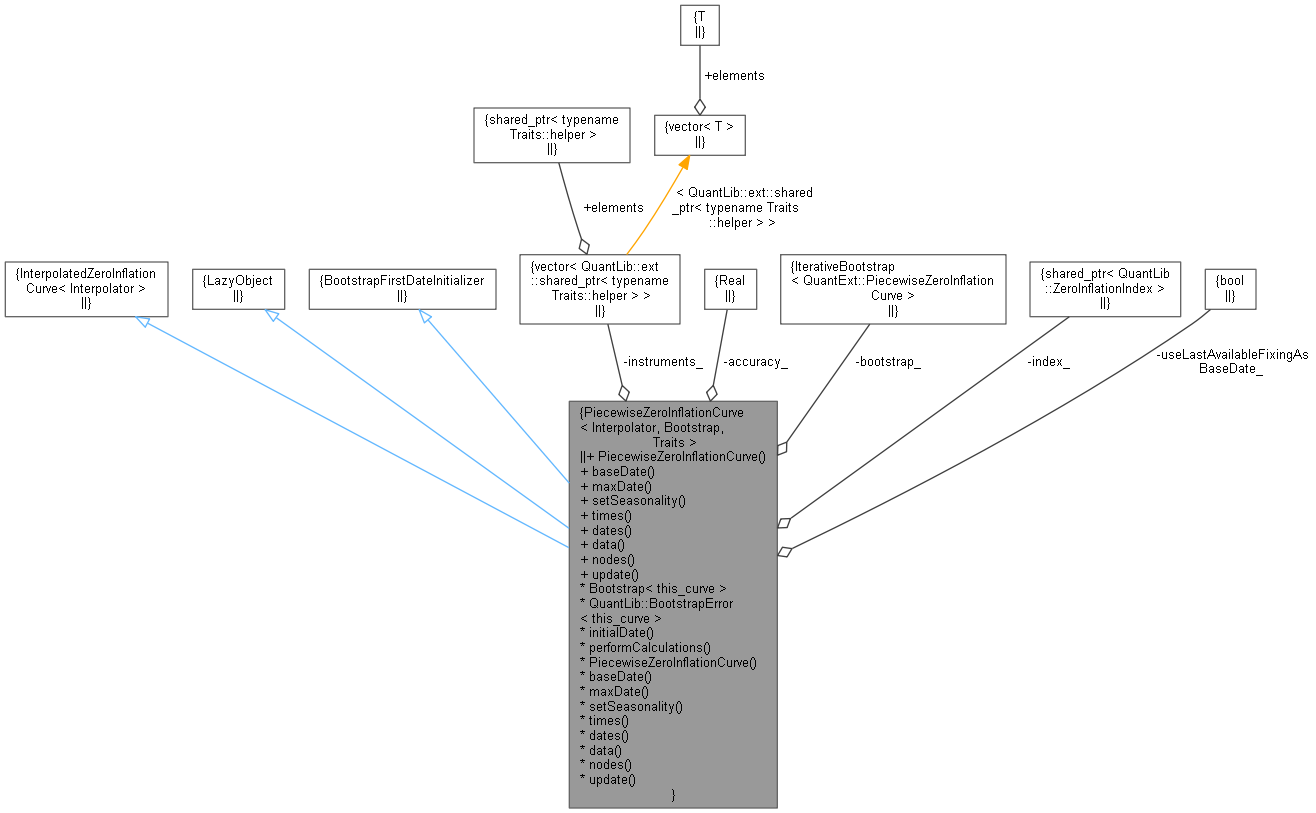 {T
||}
+elements
{shared_ptr< typename
Traits::helper >
||}
{vector< T >
||}
+elements
< QuantLib::ext::shared
_ptr< typename Traits
::helper > >
{InterpolatedZeroInflation
Curve< Interpolator >
||}
{LazyObject
||}
{BootstrapFirstDateInitializer
||}
{vector< QuantLib::ext
::shared_ptr< typename
Traits::helper > >
||}
{Real
||}
{IterativeBootstrap
< QuantExt::PiecewiseZeroInflation
Curve >
||}
{shared_ptr< QuantLib
::ZeroInflationIndex >
||}
{bool
||}
-instruments_
-accuracy_
-bootstrap_
-index_
-useLastAvailableFixingAs
BaseDate_
{PiecewiseZeroInflationCurve
< Interpolator, Bootstrap,
Traits >
||+ PiecewiseZeroInflationCurve()
+ baseDate()
+ maxDate()
+ setSeasonality()
+ times()
+ dates()
+ data()
+ nodes()
+ update()
* Bootstrap< this_curve >
* QuantLib::BootstrapError
< this_curve >
* initialDate()
* performCalculations()
* PiecewiseZeroInflationCurve()
* baseDate()
* maxDate()
* setSeasonality()
* times()
* dates()
* data()
* nodes()
* update()
}